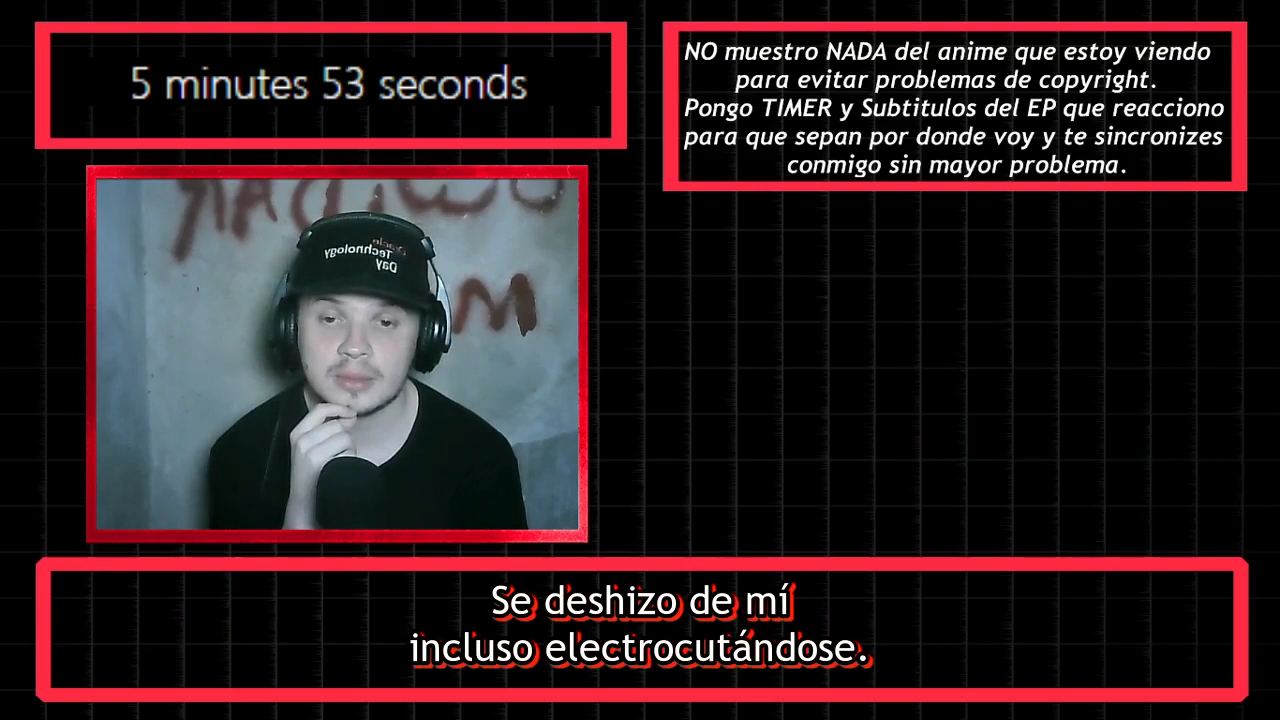 5 minutes 53 seconds
NO muestro NADA del anime que estoy viendo
para evitar problemas de copyright.
Pongo TIMER y Subtitulos del EP que reacciono
para que sepan por donde voy y te sincronizes
conmigo sin mayor problema.
Oracle
Technology
Day
Se deshizo de mí
incluso electrocutándose.